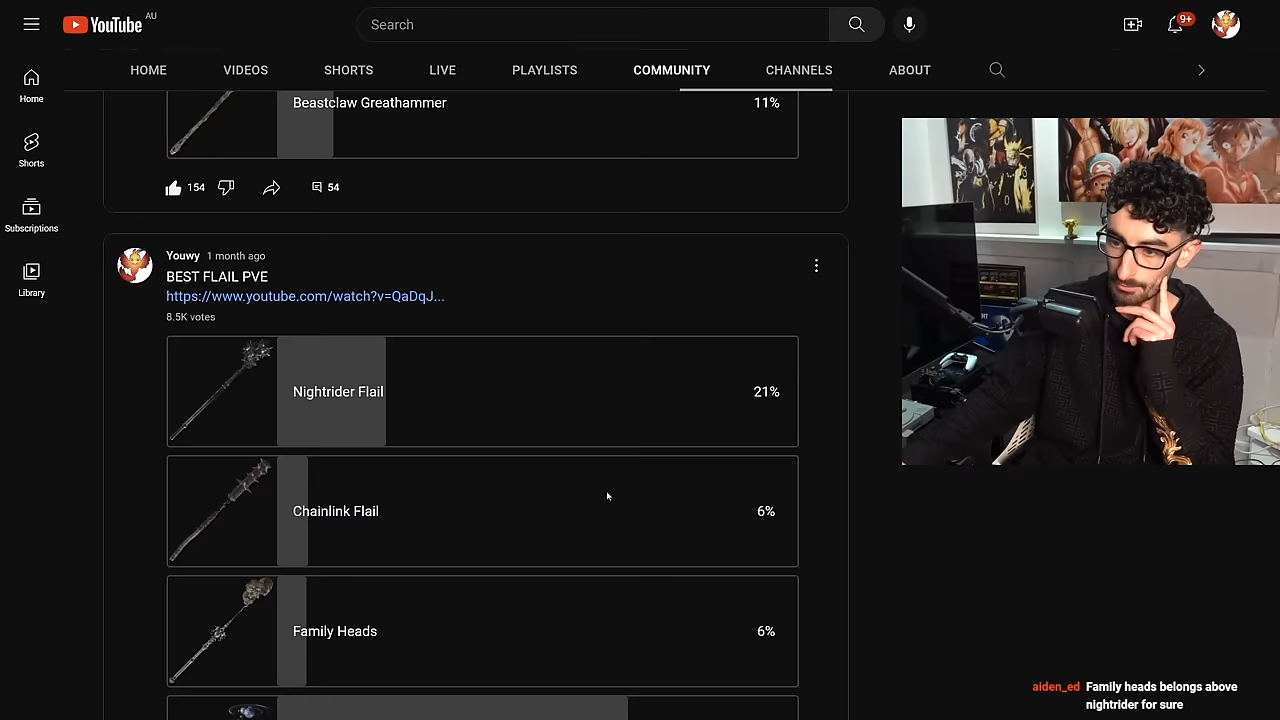 YouTube
AU
Search
9+
HOME
VIDEOS
SHORTS
LIVE
PLAYLISTS
COMMUNITY
CHANNELS
ABOUT
Home
Shorts
Subscriptions
Library
Beastclaw Greathammer
11%
154
54
Youwy 1 month ago
BEST FLAIL PVE
https://www.youtube.com/watch?v=QaDqJ...
8.5K votes
Nightrider Flail
21%
Chainlink Flail
6%
Family Heads
6%
aiden_ed Family heads belongs above
nightrider for sure